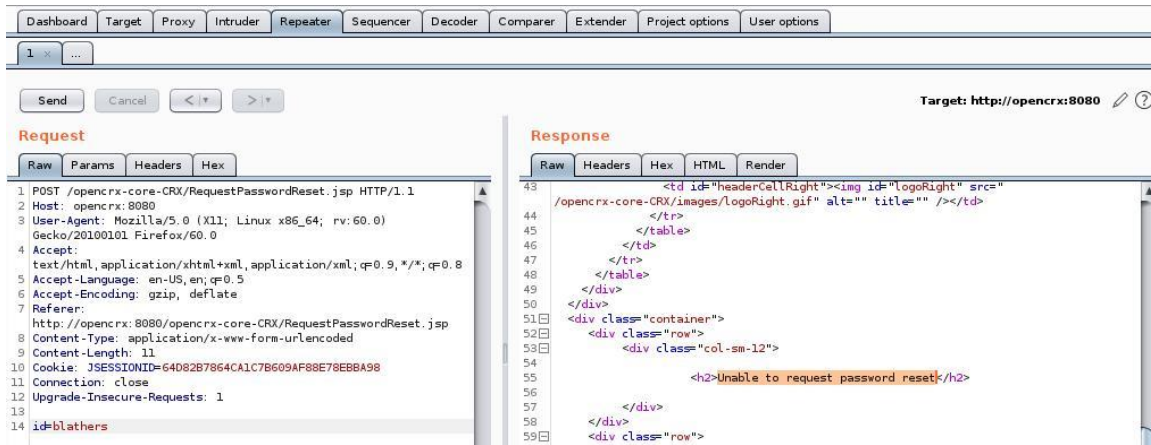 Dashboard Target Proxy Intruder Repeater Sequencer Decoder Comparer Extender Project options User options
1 × ...
Send Cancel < > Target: http://opencrx:8080
Request
Raw Params Headers Hex
1 POST /opencrx-core-CRX/RequestPasswordReset.jsp HTTP/1.1
2 Host: opencrx:8080
3 User-Agent: Mozilla/5.0 (X11; Linux x86_64; rv:60.0)
Gecko/20100101 Firefox/60.0
4 Accept:
text/html,application/xhtml+xml,application/xml;q=0.9,*/*;q=0.8
5 Accept-Language: en-US,en;q=0.5
6 Accept-Encoding: gzip, deflate
7 Referer:
http://opencrx:8080/opencrx-core-CRX/RequestPasswordReset.jsp
8 Content-Type: application/x-www-form-urlencoded
9 Content-Length: 11
10 Cookie: JSESSIONID=64D82B7864CA1C7B609AF88E78EBBA98
11 Connection: close
12 Upgrade-Insecure-Requests: 1
13
14 id=blathers
Response
Raw Headers Hex HTML Render
43 <td id="headerCellRight"><img id="logoRight" src="
/opencrx-core-CRX/images/logoRight.gif" alt="" title="" /></td>
44 </tr>
45 </table>
46 </td>
47 </tr>
48 </table>
49 </div>
50 </div>
51 <div class="container">
52 <div class="row">
53 <div class="col-sm-12">
54
55 <h2>Unable to request password reset</h2>
56
57 </div>
58 </div>
59 <div class="row">